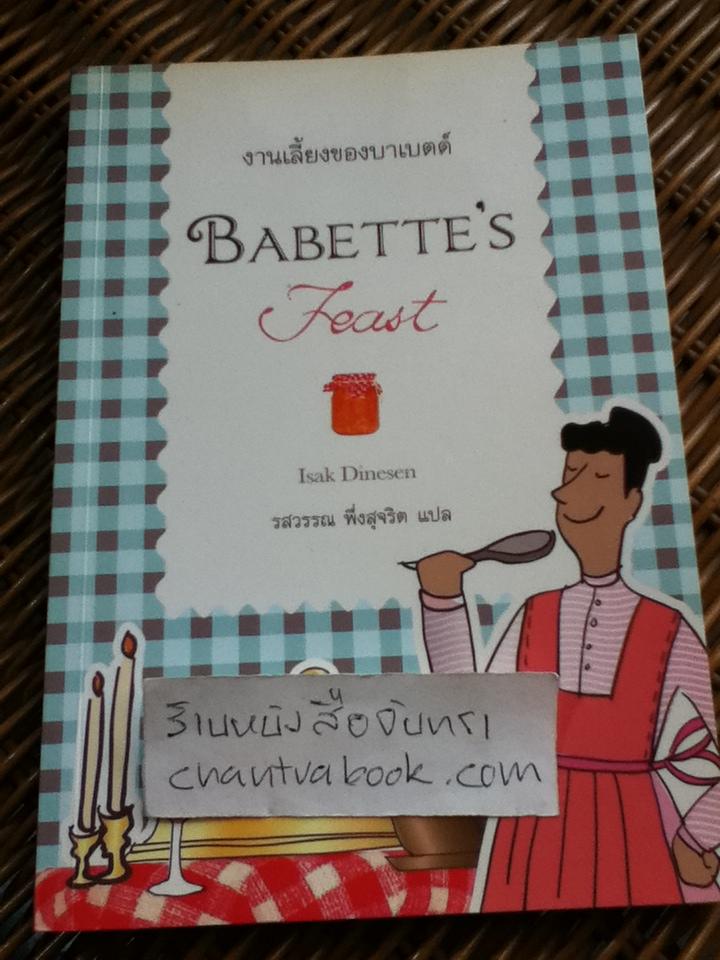 งานเลี้ยงของบาเบตต์
BABETTE'S
Feast
Isak Dinesen
รสวรรณ พึ่งสุจริต แปล
ร้านหนังสือจันทรา
chantrabook.com